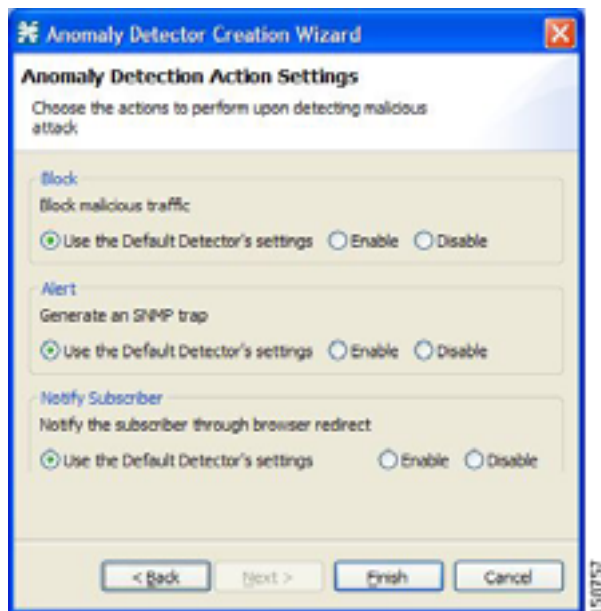 Anomaly Detector Creation Wizard
Anomaly Detection Action Settings
Choose the actions to perform upon detecting malicious
attack
Block
Block malicious traffic
Use the Default Detector's settings Enable Disable
Alert
Generate an SNMP trap
Use the Default Detector's settings Enable Disable
Notify Subscriber
Notify the subscriber through browser redirect
Use the Default Detector's settings Enable Disable
< Back Next > Finish Cancel